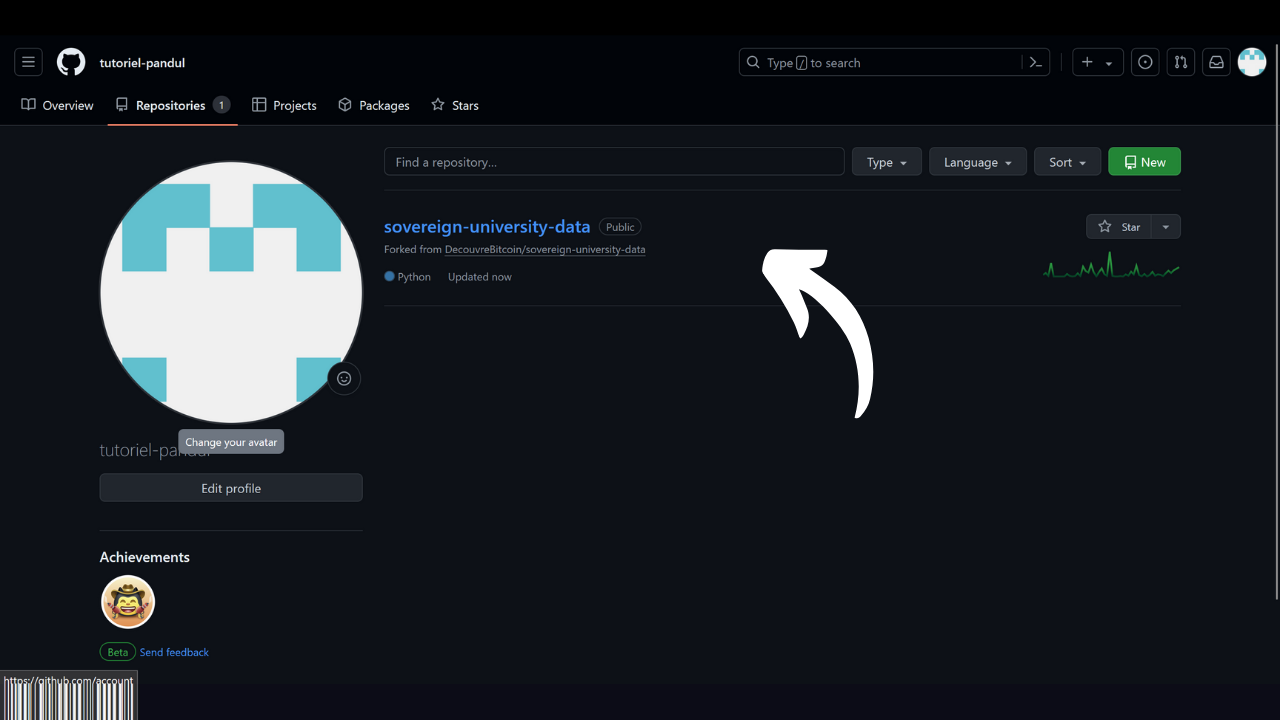 tutoriel-pandul
Type / to search
Overview
Repositories 1
Projects
Packages
Stars
Find a repository...
Type
Language
Sort
New
sovereign-university-data Public
Star
Forked from DecouvreBitcoin/sovereign-university-data
Python Updated now
Change your avatar
tutoriel-pandul
Edit profile
Achievements
Beta Send feedback
https://github.com/account